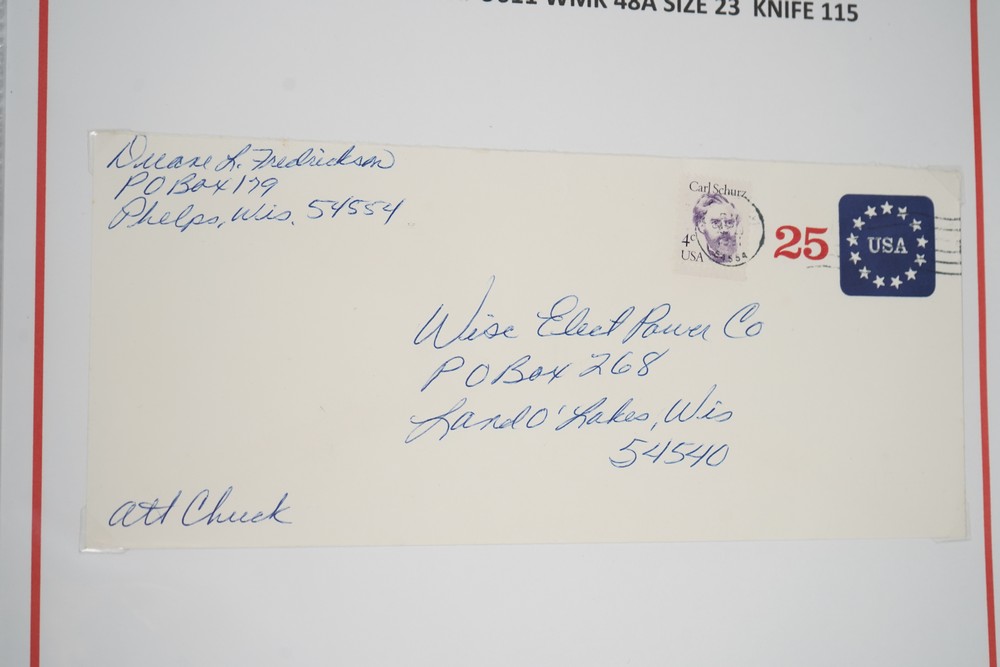 WMK 48A SIZE 23 KNIFE 115
Duane L. Fredrickson
PO Box 179
Phelps, Wis. 54554
Carl Schurz
4c
USA
25
USA
Wisc Elect Power Co
PO Box 268
Land O'Lakes, Wis
54540
Att Chuck